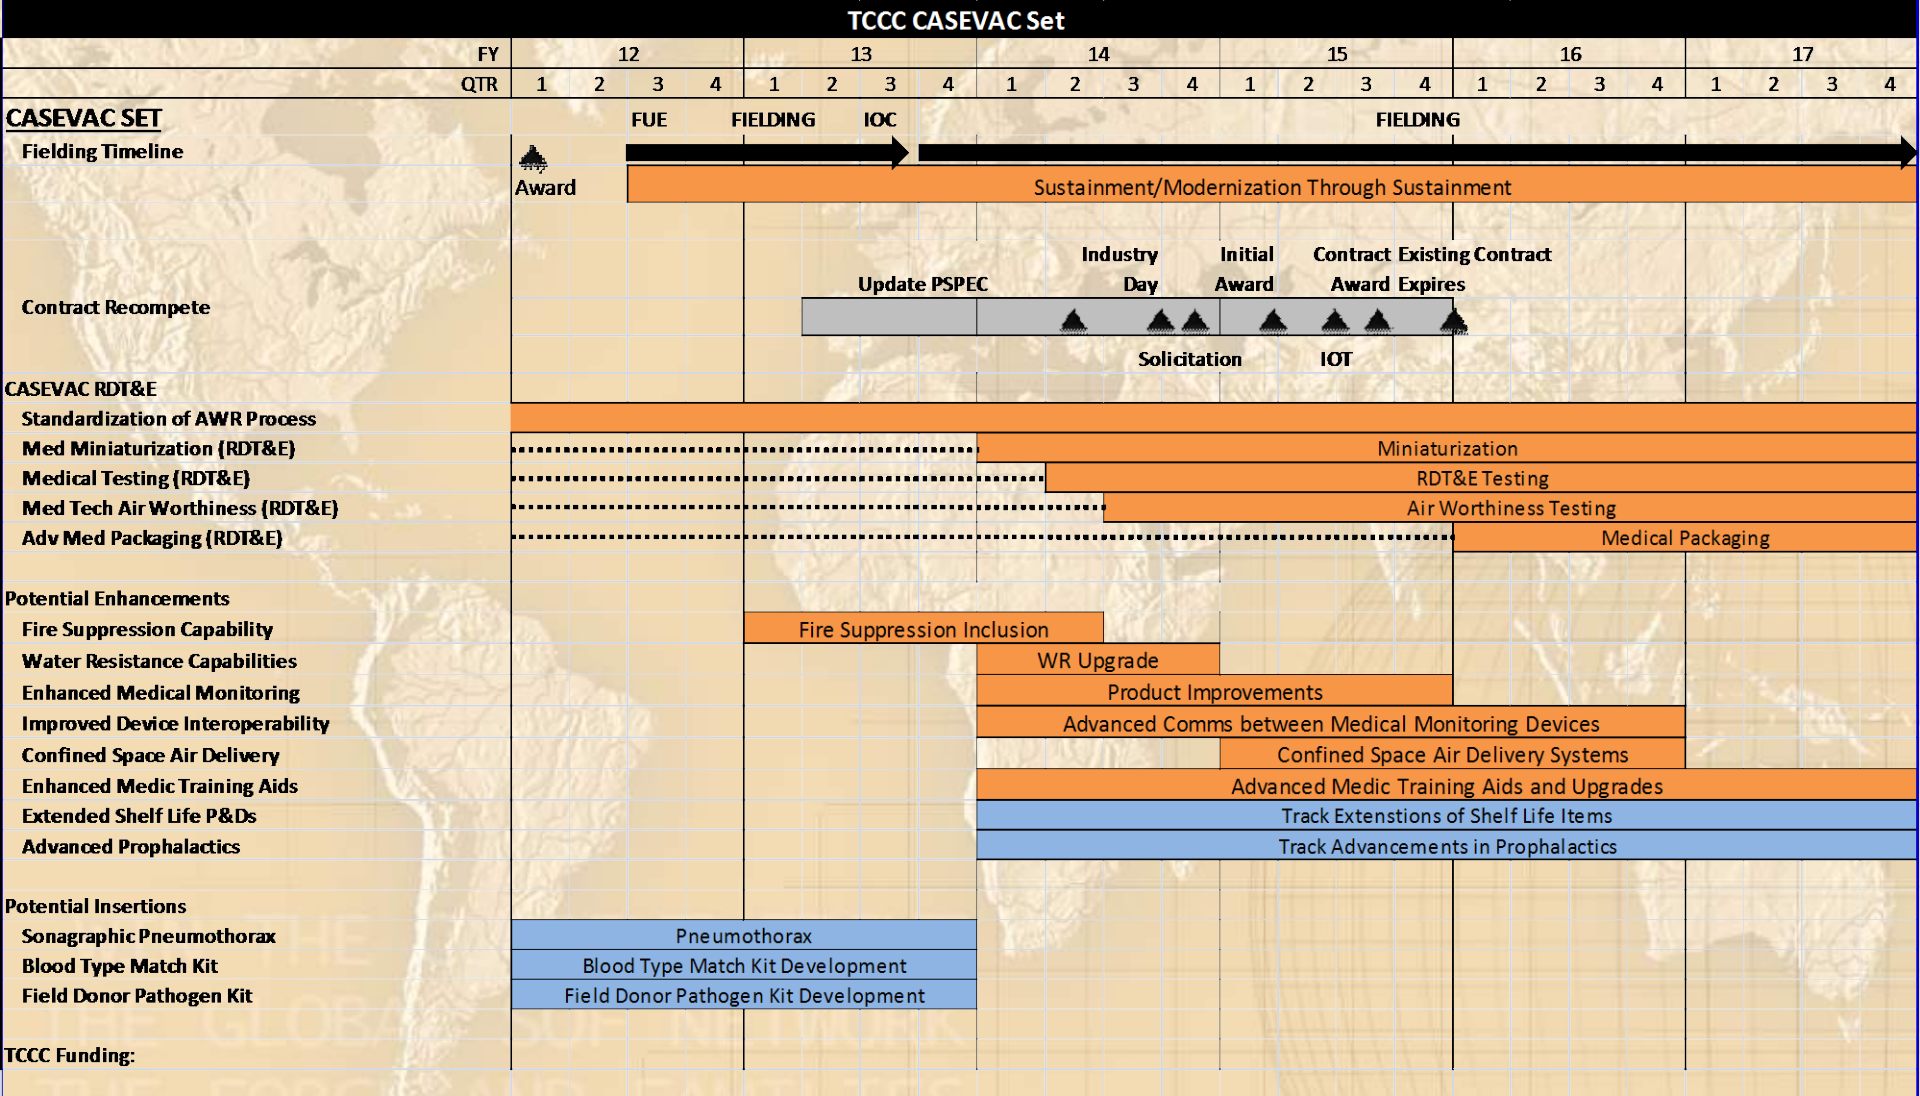 TCCC CASEVAC Set
FY 12 13 14 15 16 17
QTR 1 2 3 4 1 2 3 4 1 2 3 4 1 2 3 4 1 2 3 4 1 2 3 4
CASEVAC SET FUE FIELDING IOC FIELDING
Fielding Timeline
Award Sustainment/Modernization Through Sustainment
Industry Initial Contract Existing Contract
Update PSPEC Day Award Award Expires
Contract Recompete
Solicitation IOT
CASEVAC RDT&E
Standardization of AWR Process
Med Miniaturization (RDT&E) Miniaturization
Medical Testing (RDT&E) RDT&E Testing
Med Tech Air Worthiness (RDT&E) Air Worthiness Testing
Adv Med Packaging (RDT&E) Medical Packaging
Potential Enhancements
Fire Suppression Capability Fire Suppression Inclusion
Water Resistance Capabilities WR Upgrade
Enhanced Medical Monitoring Product Improvements
Improved Device Interoperability Advanced Comms between Medical Monitoring Devices
Confined Space Air Delivery Confined Space Air Delivery Systems
Enhanced Medic Training Aids Advanced Medic Training Aids and Upgrades
Extended Shelf Life P&Ds Track Extenstions of Shelf Life Items
Advanced Prophalactics Track Advancements in Prophalactics
Potential Insertions
Sonagraphic Pneumothorax Pneumothorax
Blood Type Match Kit Blood Type Match Kit Development
Field Donor Pathogen Kit Field Donor Pathogen Kit Development
THE GLOBAL SOF NETWORK
TCCC Funding: